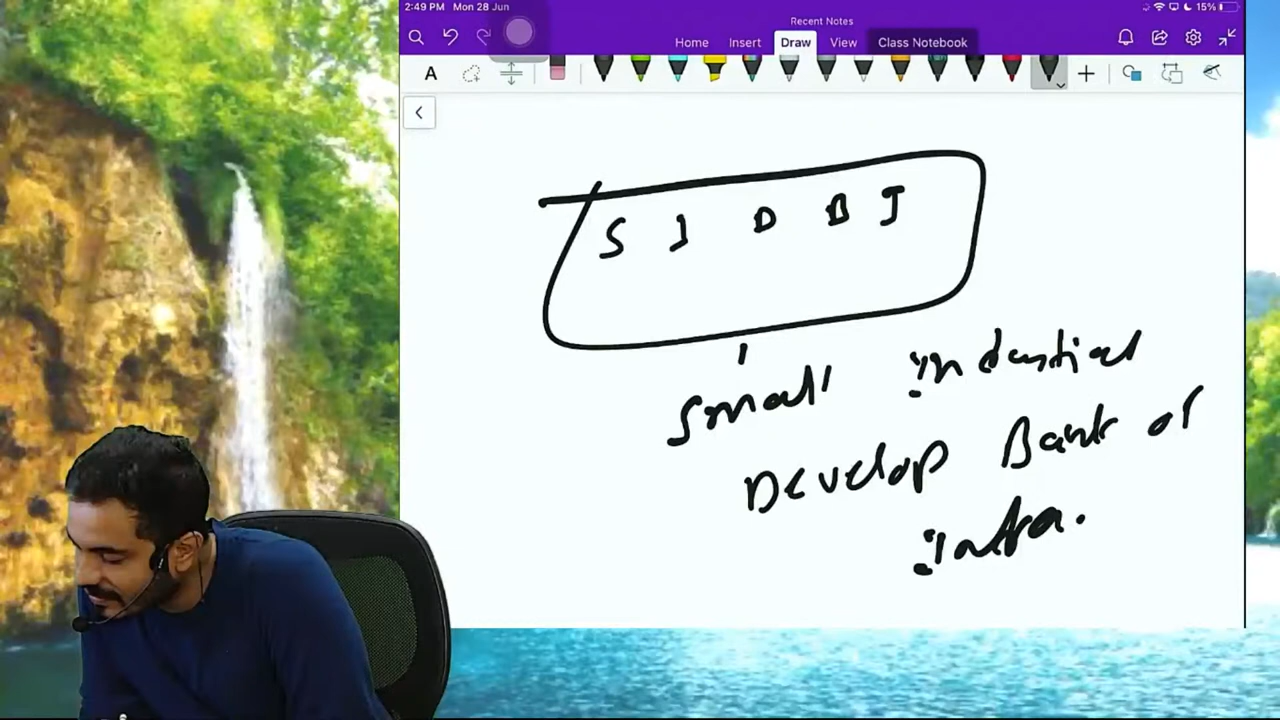 2:49 PM Mon 28 Jun
15%
Recent Notes
Home Insert Draw View Class Notebook
A
S I D B I
Small industrial
Develop Bank of